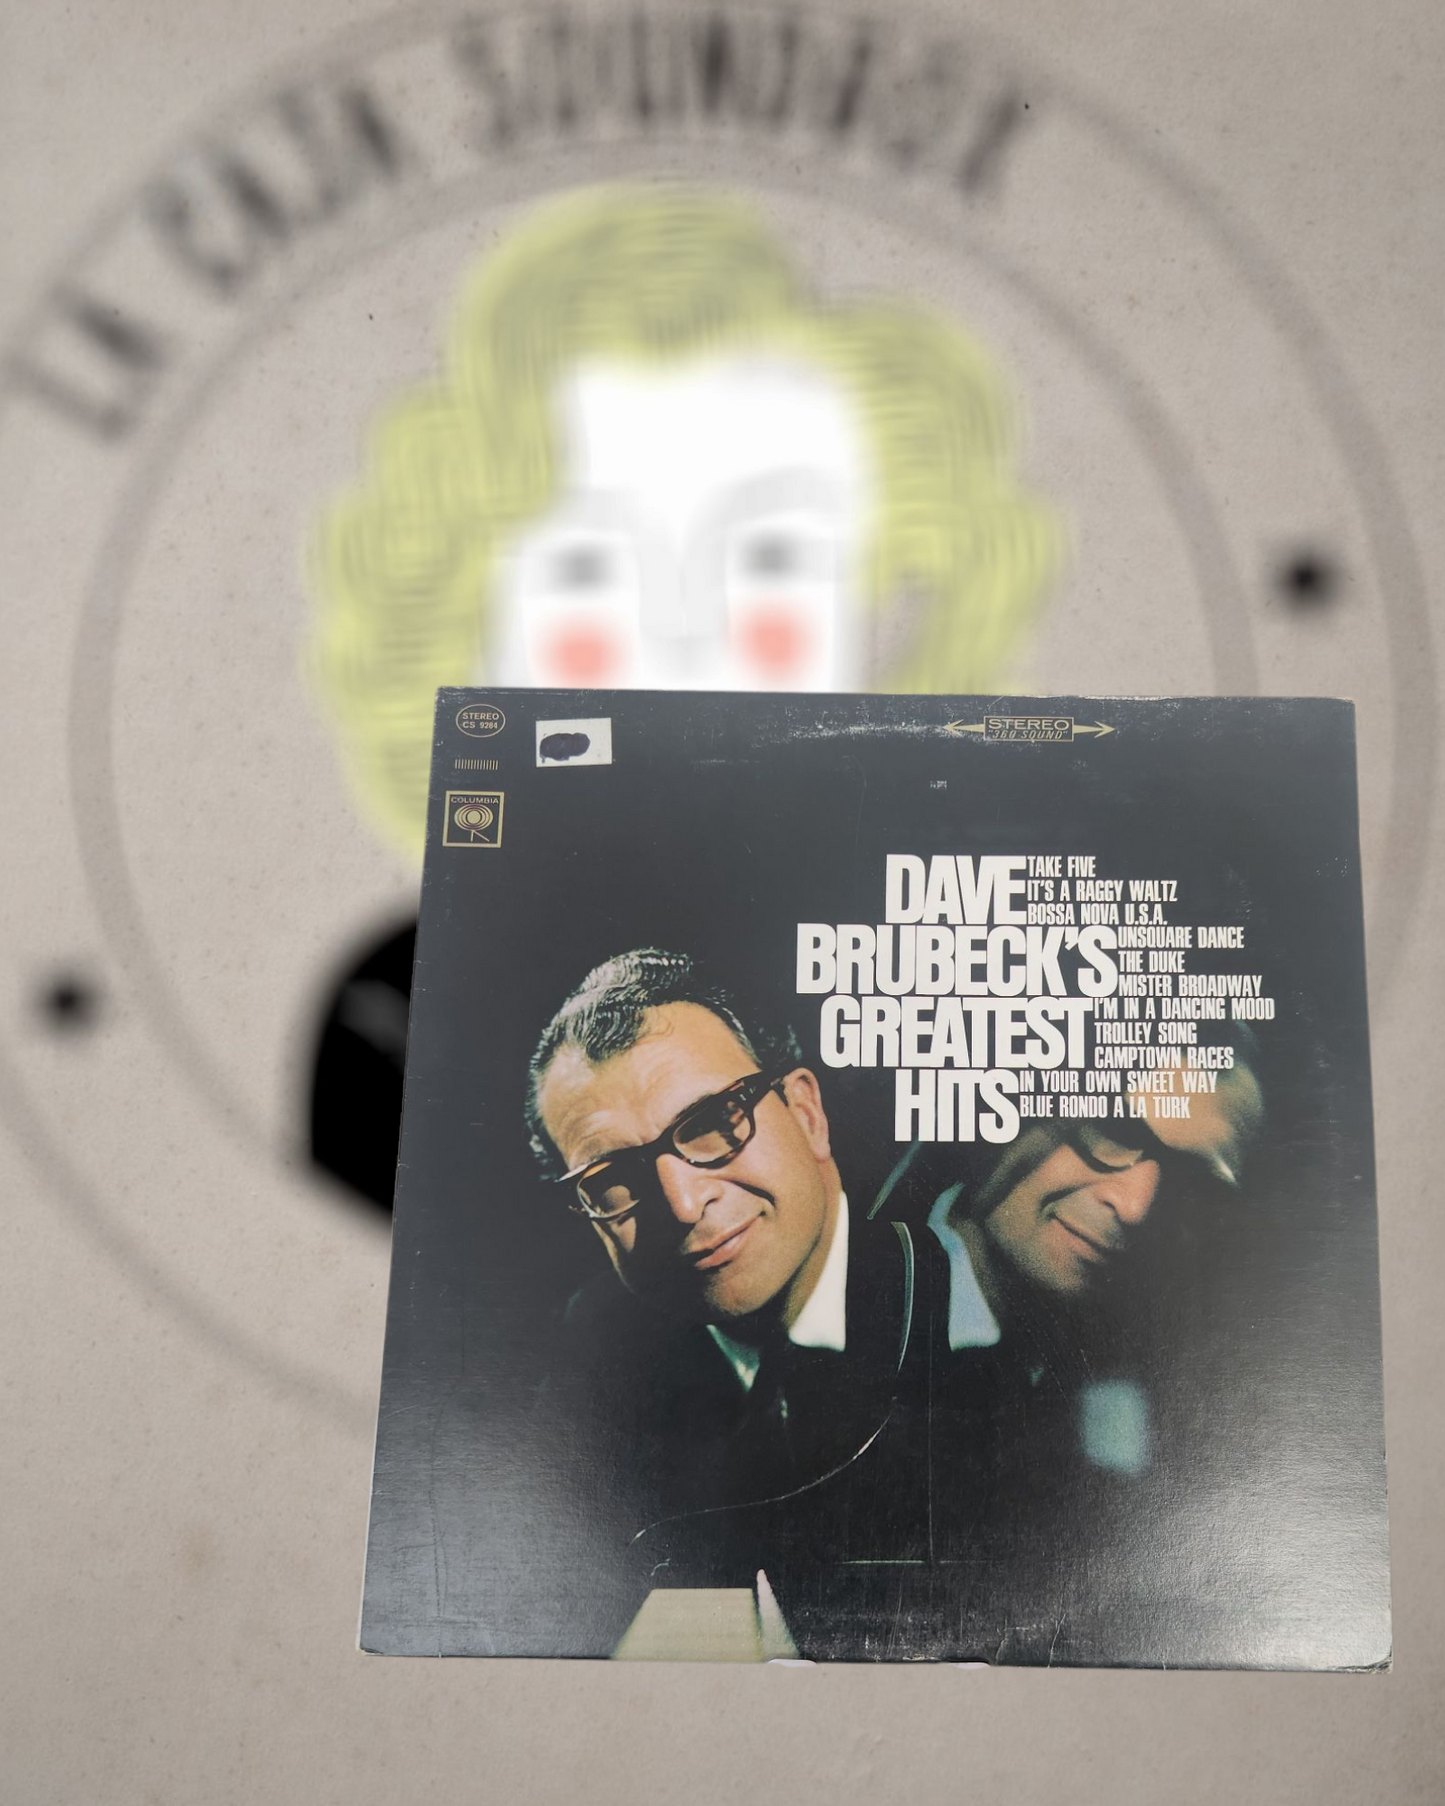 LA CAJA
STEREO
CS 9284
STEREO
"360 SOUND"
COLUMBIA
DAVE
TAKE FIVE
IT'S A RAGGY WALTZ
BOSSA NOVA U.S.A.
BRUBECK'S
UNSQUARE DANCE
THE DUKE
MISTER BROADWAY
GREATEST
I'M IN A DANCING MOOD
TROLLEY SONG
CAMPTOWN RACES
HITS
IN YOUR OWN SWEET WAY
BLUE RONDO A LA TURK